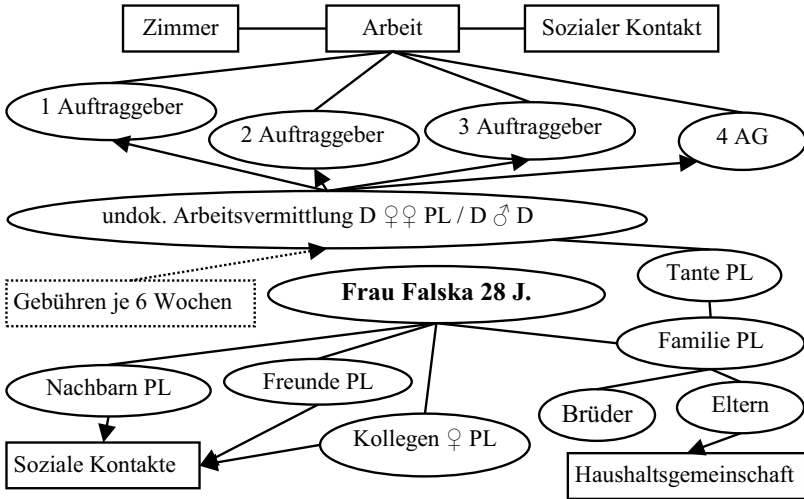 Zimmer
Arbeit
Sozialer Kontakt
1 Auftraggeber
2 Auftraggeber
3 Auftraggeber
4 AG
undok. Arbeitsvermittlung D ♀♀ PL / D ♂ D
Tante PL
Gebühren je 6 Wochen
Frau Falska 28 J.
Familie PL
Nachbarn PL
Freunde PL
Brüder
Eltern
Kollegen ♀ PL
Soziale Kontakte
Haushaltsgemeinschaft